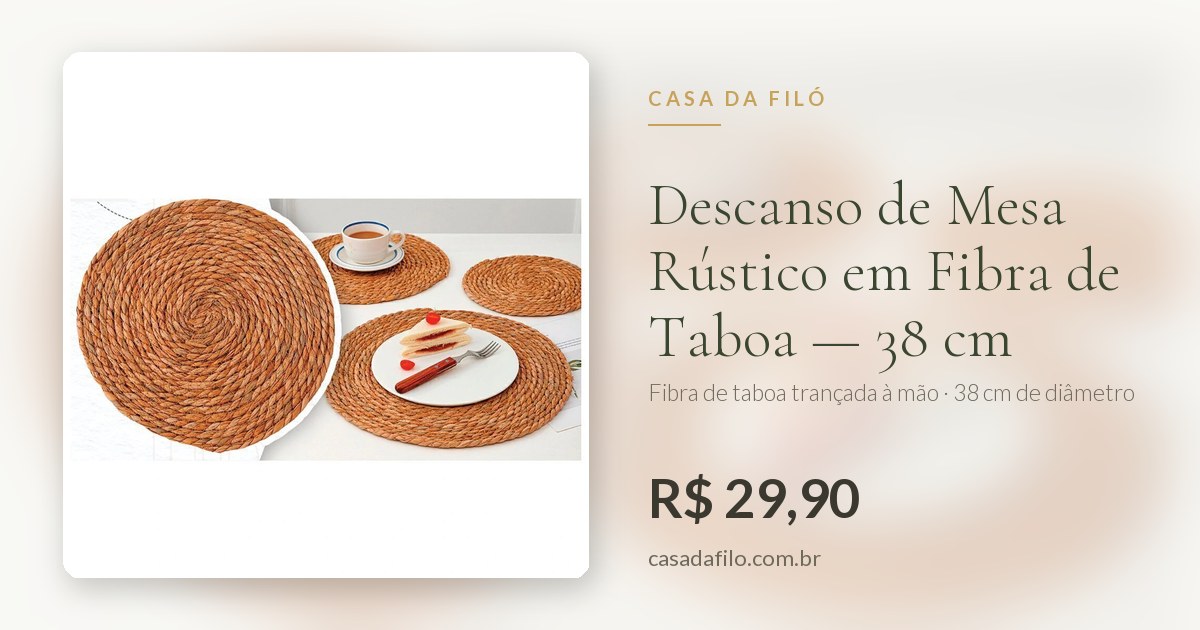 CASA DA FILÓ
Descanso de Mesa
Rústico em Fibra de
Taboa — 38 cm
Fibra de taboa trançada à mão · 38 cm de diâmetro
R$ 29,90
casadafilo.com.br